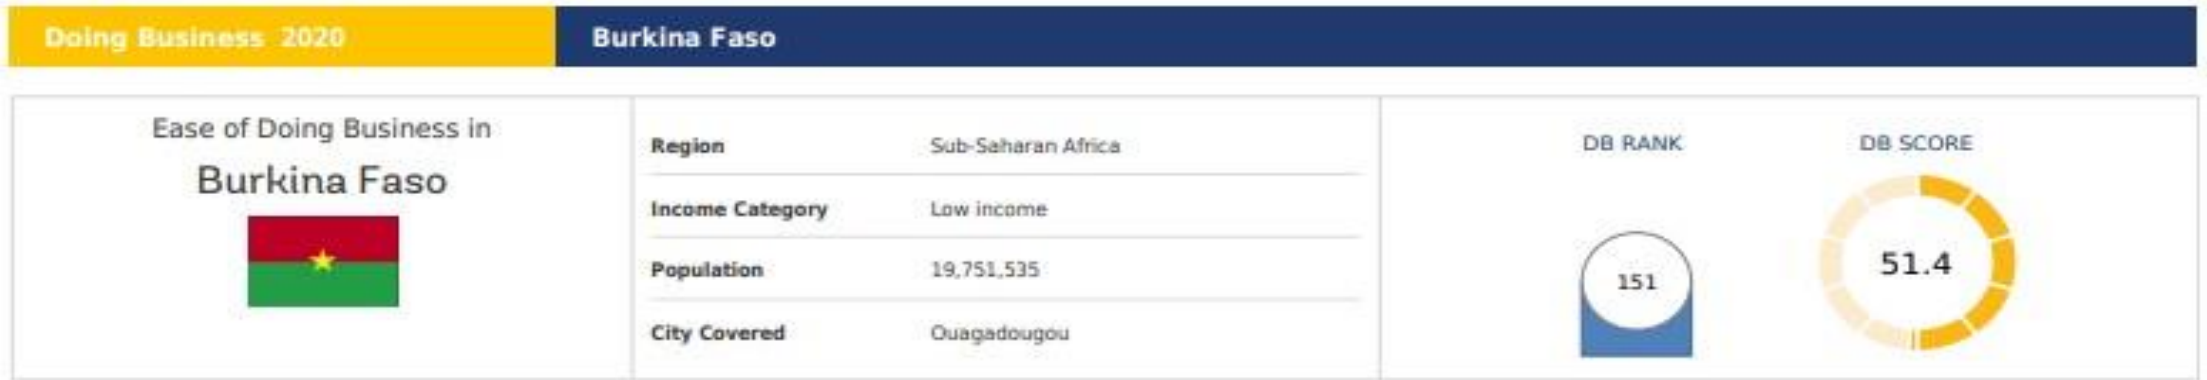 Doing Business 2020
Burkina Faso
Ease of Doing Business in
Burkina Faso
Region Sub-Saharan Africa
Income Category Low income
Population 19,751,535
City Covered Ouagadougou
DB RANK
151
DB SCORE
51.4